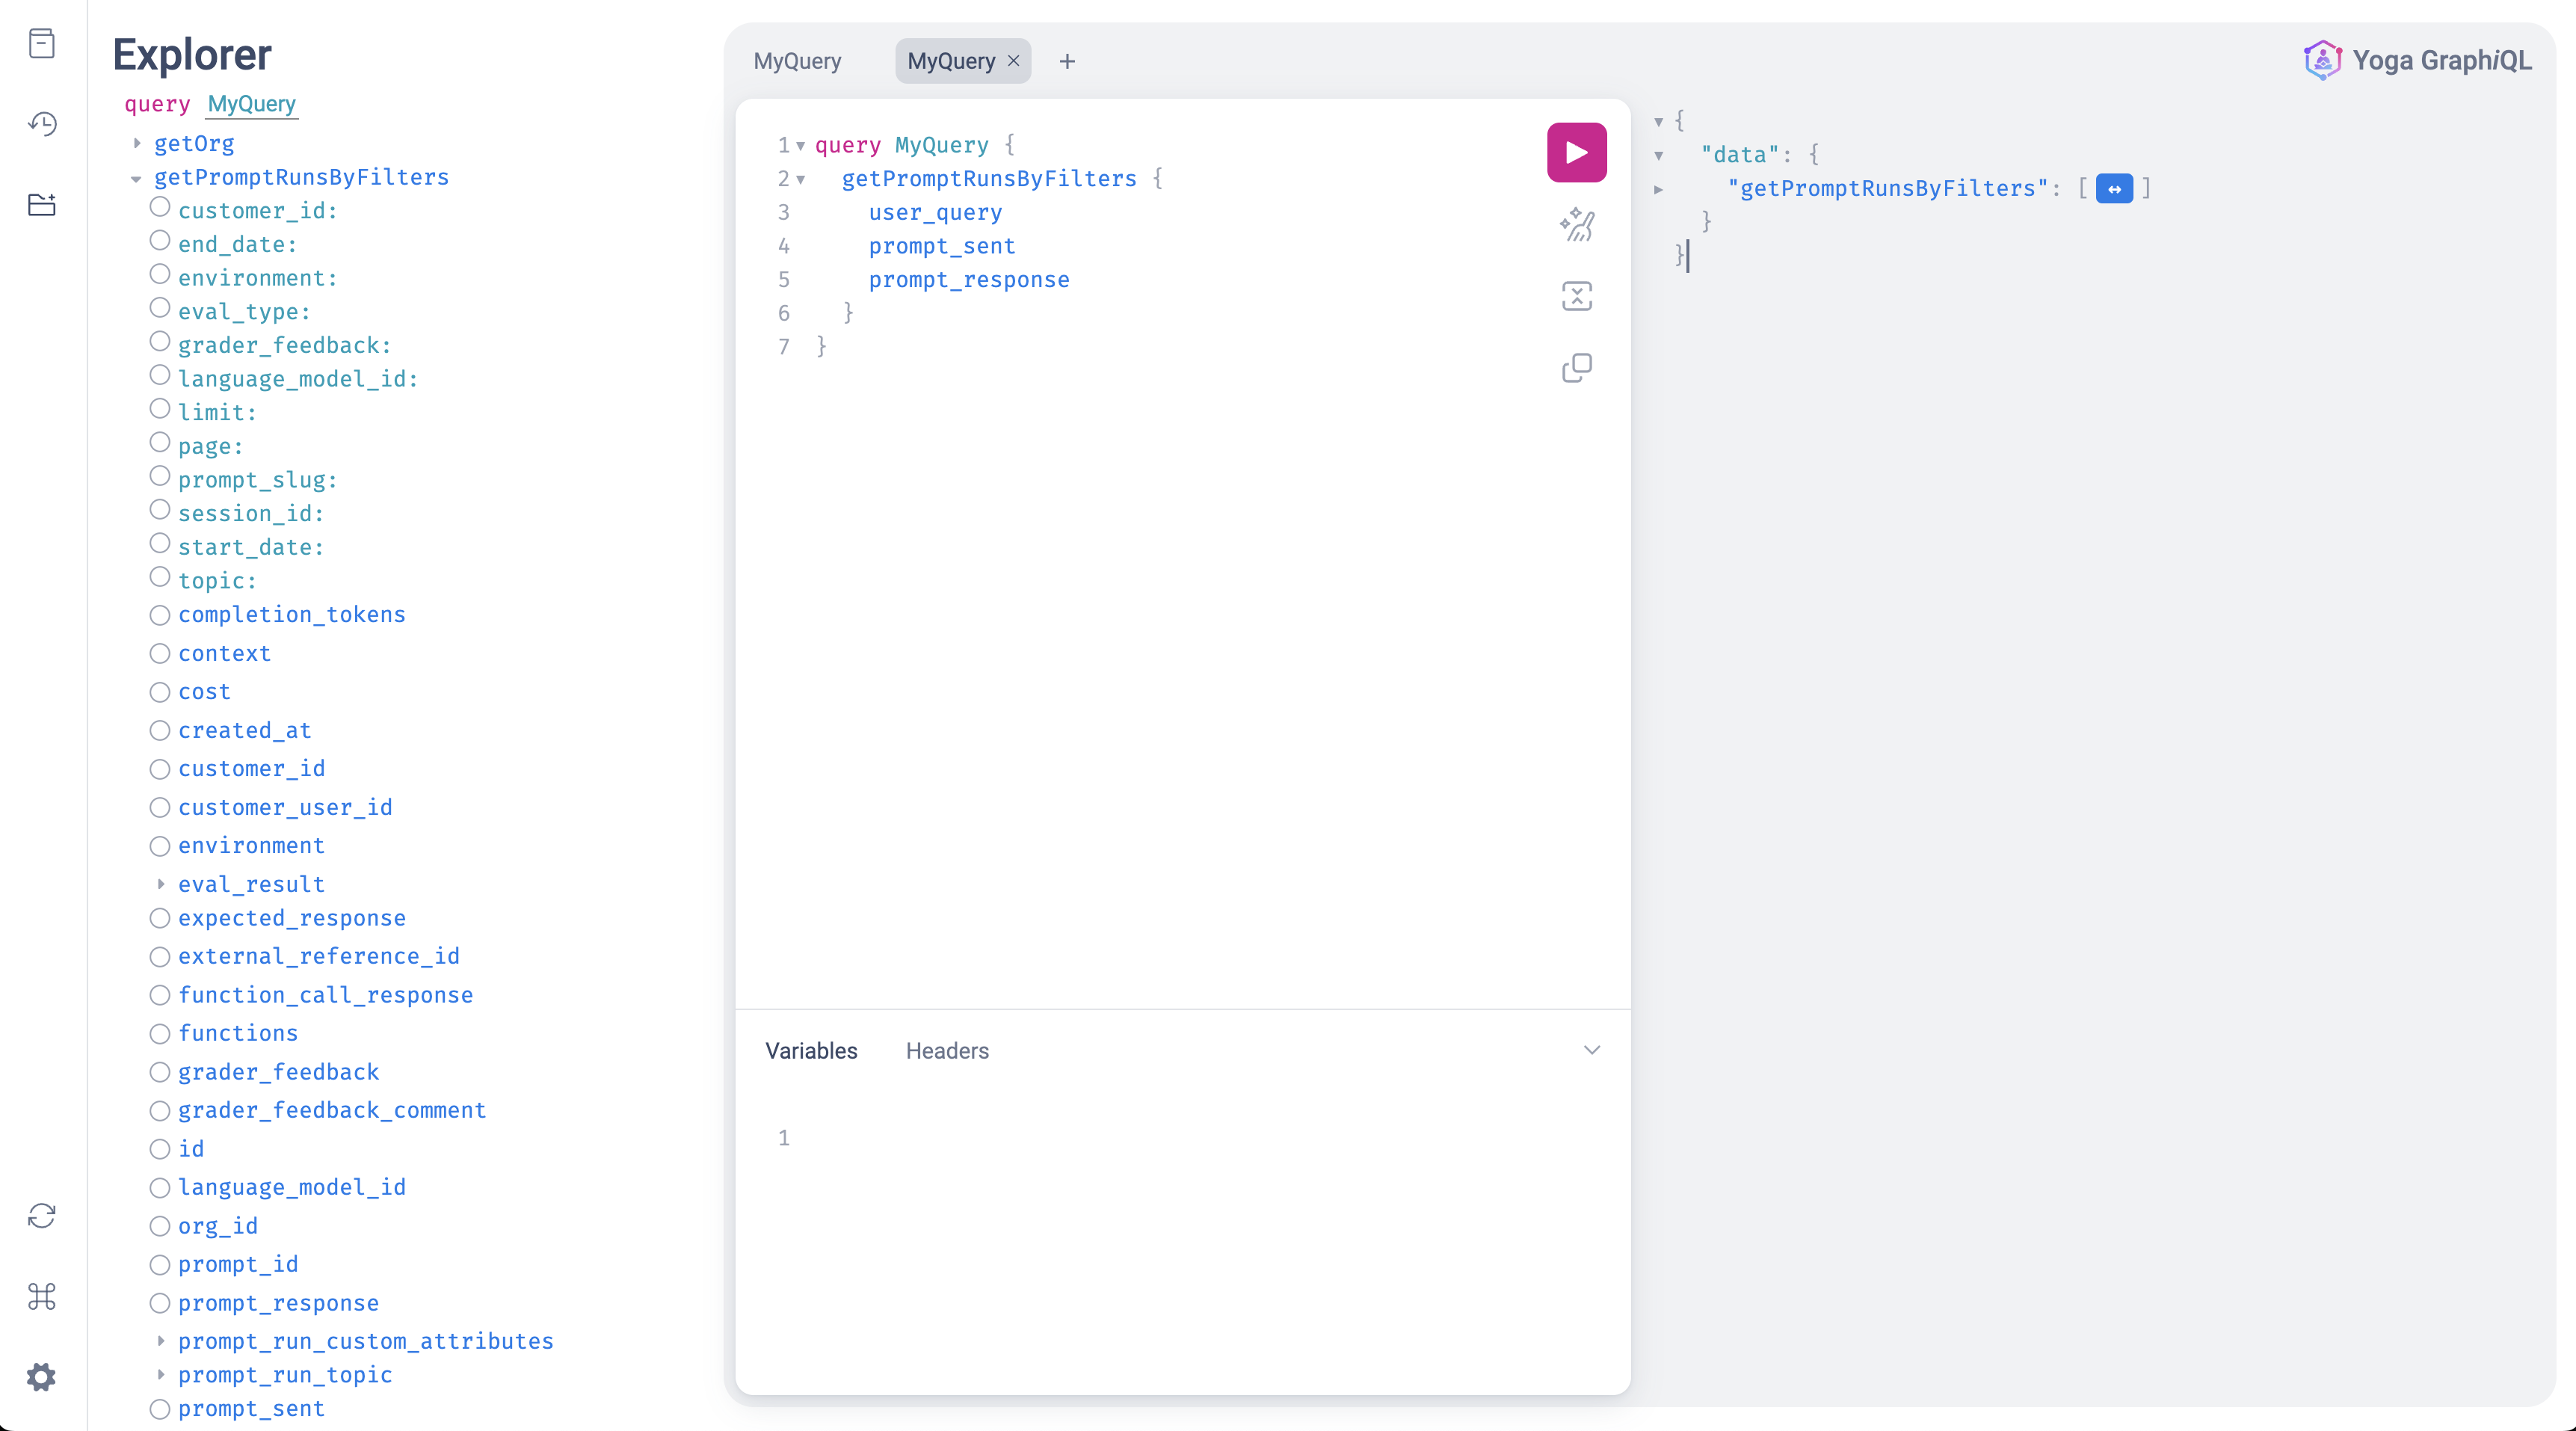 Explorer
query MyQuery
getOrg
getPromptRunsByFilters
customer_id:
end_date:
environment:
eval_type:
grader_feedback:
language_model_id:
limit:
page:
prompt_slug:
session_id:
start_date:
topic:
completion_tokens
context
cost
created_at
customer_id
customer_user_id
environment
eval_result
expected_response
external_reference_id
function_call_response
functions
grader_feedback
grader_feedback_comment
id
language_model_id
org_id
prompt_id
prompt_response
prompt_run_custom_attributes
prompt_run_topic
prompt_sent
MyQuery MyQuery × +
1 query MyQuery {
2 getPromptRunsByFilters {
3 user_query
4 prompt_sent
5 prompt_response
6 }
7 }
Variables Headers
1
Yoga GraphiQL
{
"data": {
"getPromptRunsByFilters": [ ↔ ]
}
}